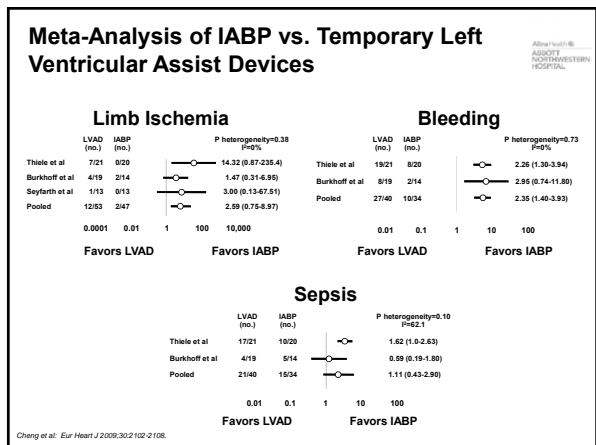 Meta-Analysis of IABP vs. Temporary Left
Ventricular Assist Devices
Allina Health
ABBOTT
NORTHWESTERN
HOSPITAL
Limb Ischemia
LVAD (no.) IABP (no.) P heterogeneity=0.38
I²=0%
Thiele et al 7/21 0/20 14.32 (0.87-235.4)
Burkhoff et al 4/19 2/14 1.47 (0.31-6.95)
Seyfarth et al 1/13 0/13 3.00 (0.13-67.51)
Pooled 12/53 2/47 2.59 (0.75-8.97)
0.0001 0.01 1 100 10,000
Favors LVAD Favors IABP
Bleeding
LVAD (no.) IABP (no.) P heterogeneity=0.73
I²=0%
Thiele et al 19/21 8/20 2.26 (1.30-3.94)
Burkhoff et al 8/19 2/14 2.95 (0.74-11.80)
Pooled 27/40 10/34 2.35 (1.40-3.93)
0.01 0.1 1 10 100
Favors LVAD Favors IABP
Sepsis
LVAD (no.) IABP (no.) P heterogeneity=0.10
I²=62.1
Thiele et al 17/21 10/20 1.62 (1.0-2.63)
Burkhoff et al 4/19 5/14 0.59 (0.19-1.80)
Pooled 21/40 15/34 1.11 (0.43-2.90)
0.01 0.1 1 10 100
Favors LVAD Favors IABP
Cheng et al: Eur Heart J 2009;30:2102-2108.